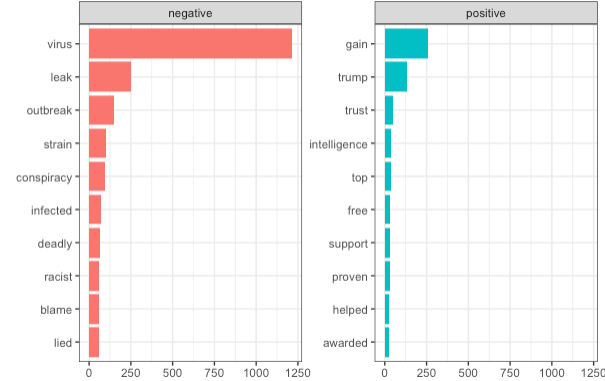 negative
virus
leak
outbreak
strain
conspiracy
infected
deadly
racist
blame
lied
0 250 500 750 1000 1250
positive
gain
trump
trust
intelligence
top
free
support
proven
helped
awarded
0 250 500 750 1000 1250